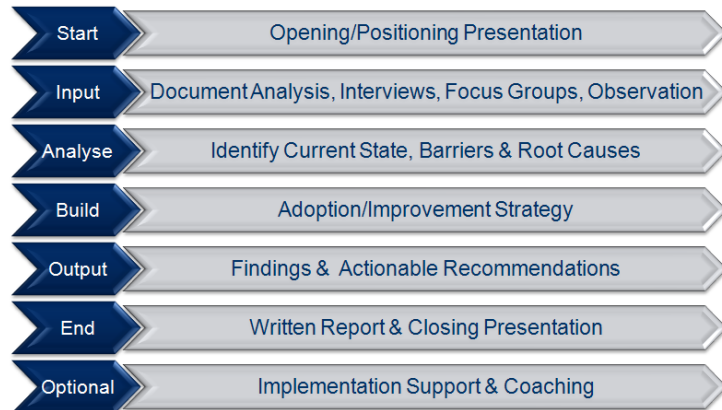 Start Opening/Positioning Presentation
Input Document Analysis, Interviews, Focus Groups, Observation
Analyse Identify Current State, Barriers & Root Causes
Build Adoption/Improvement Strategy
Output Findings & Actionable Recommendations
End Written Report & Closing Presentation
Optional Implementation Support & Coaching